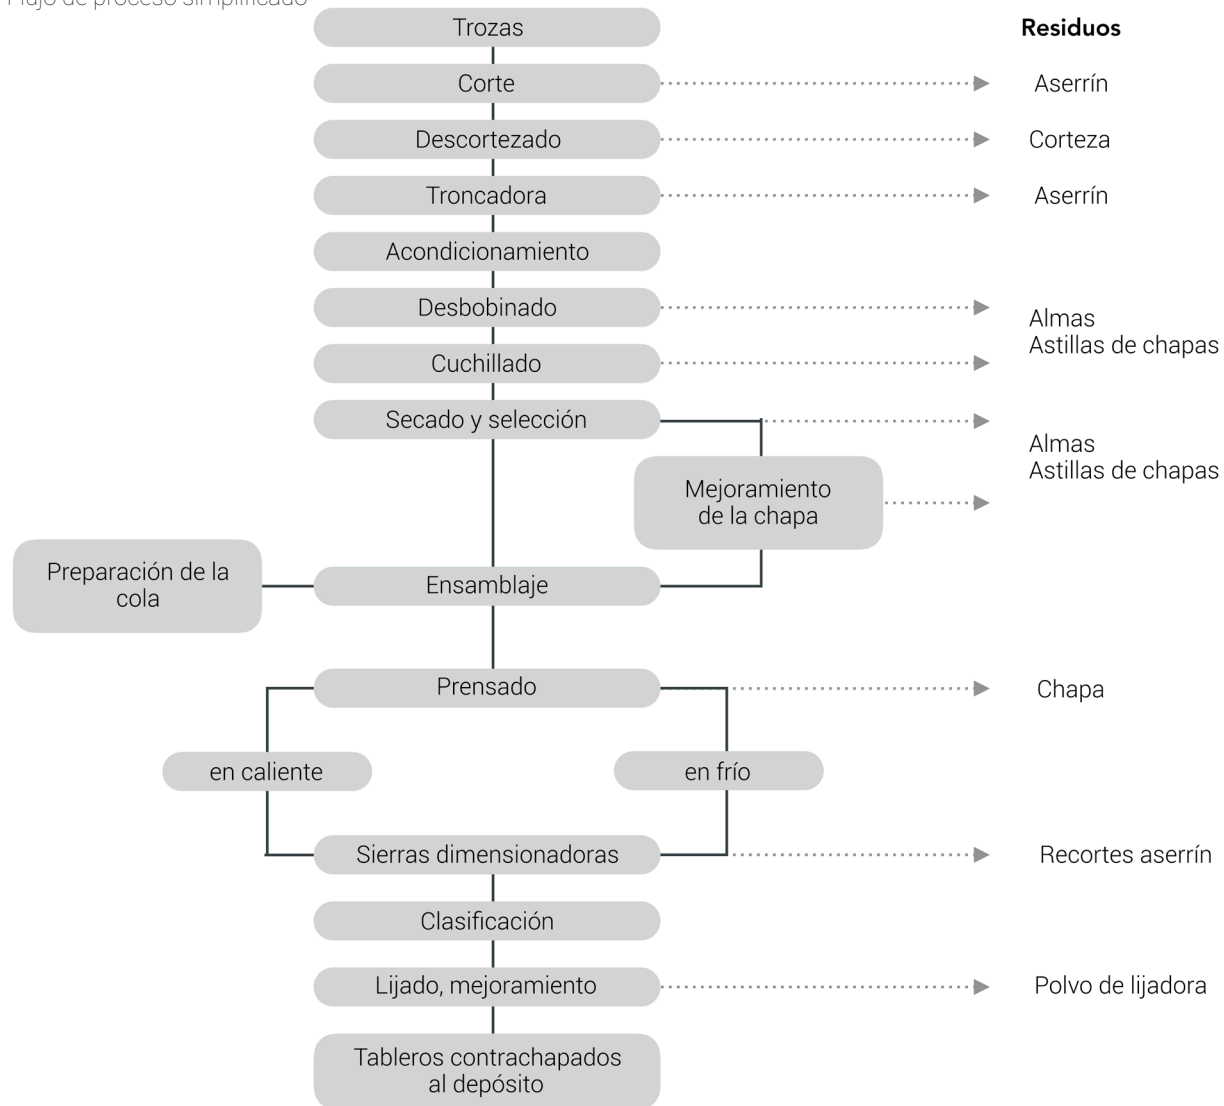 Flujo de proceso simplificado
Trozas
Residuos
Corte
Aserrín
Descortezado
Corteza
Troncadora
Aserrín
Acondicionamiento
Desbobinado
Almas
Astillas de chapas
Cuchillado
Secado y selección
Almas
Astillas de chapas
Mejoramiento
de la chapa
Preparación de la
cola
Ensamblaje
Prensado
Chapa
en caliente
en frío
Sierras dimensionadoras
Recortes aserrín
Clasificación
Lijado, mejoramiento
Polvo de lijadora
Tableros contrachapados
al depósito